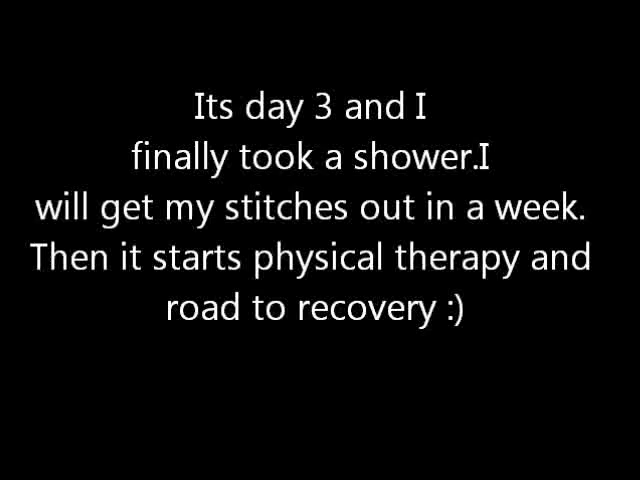 Its day 3 and I
finally took a shower.I
will get my stitches out in a week.
Then it starts physical therapy and
road to recovery :)